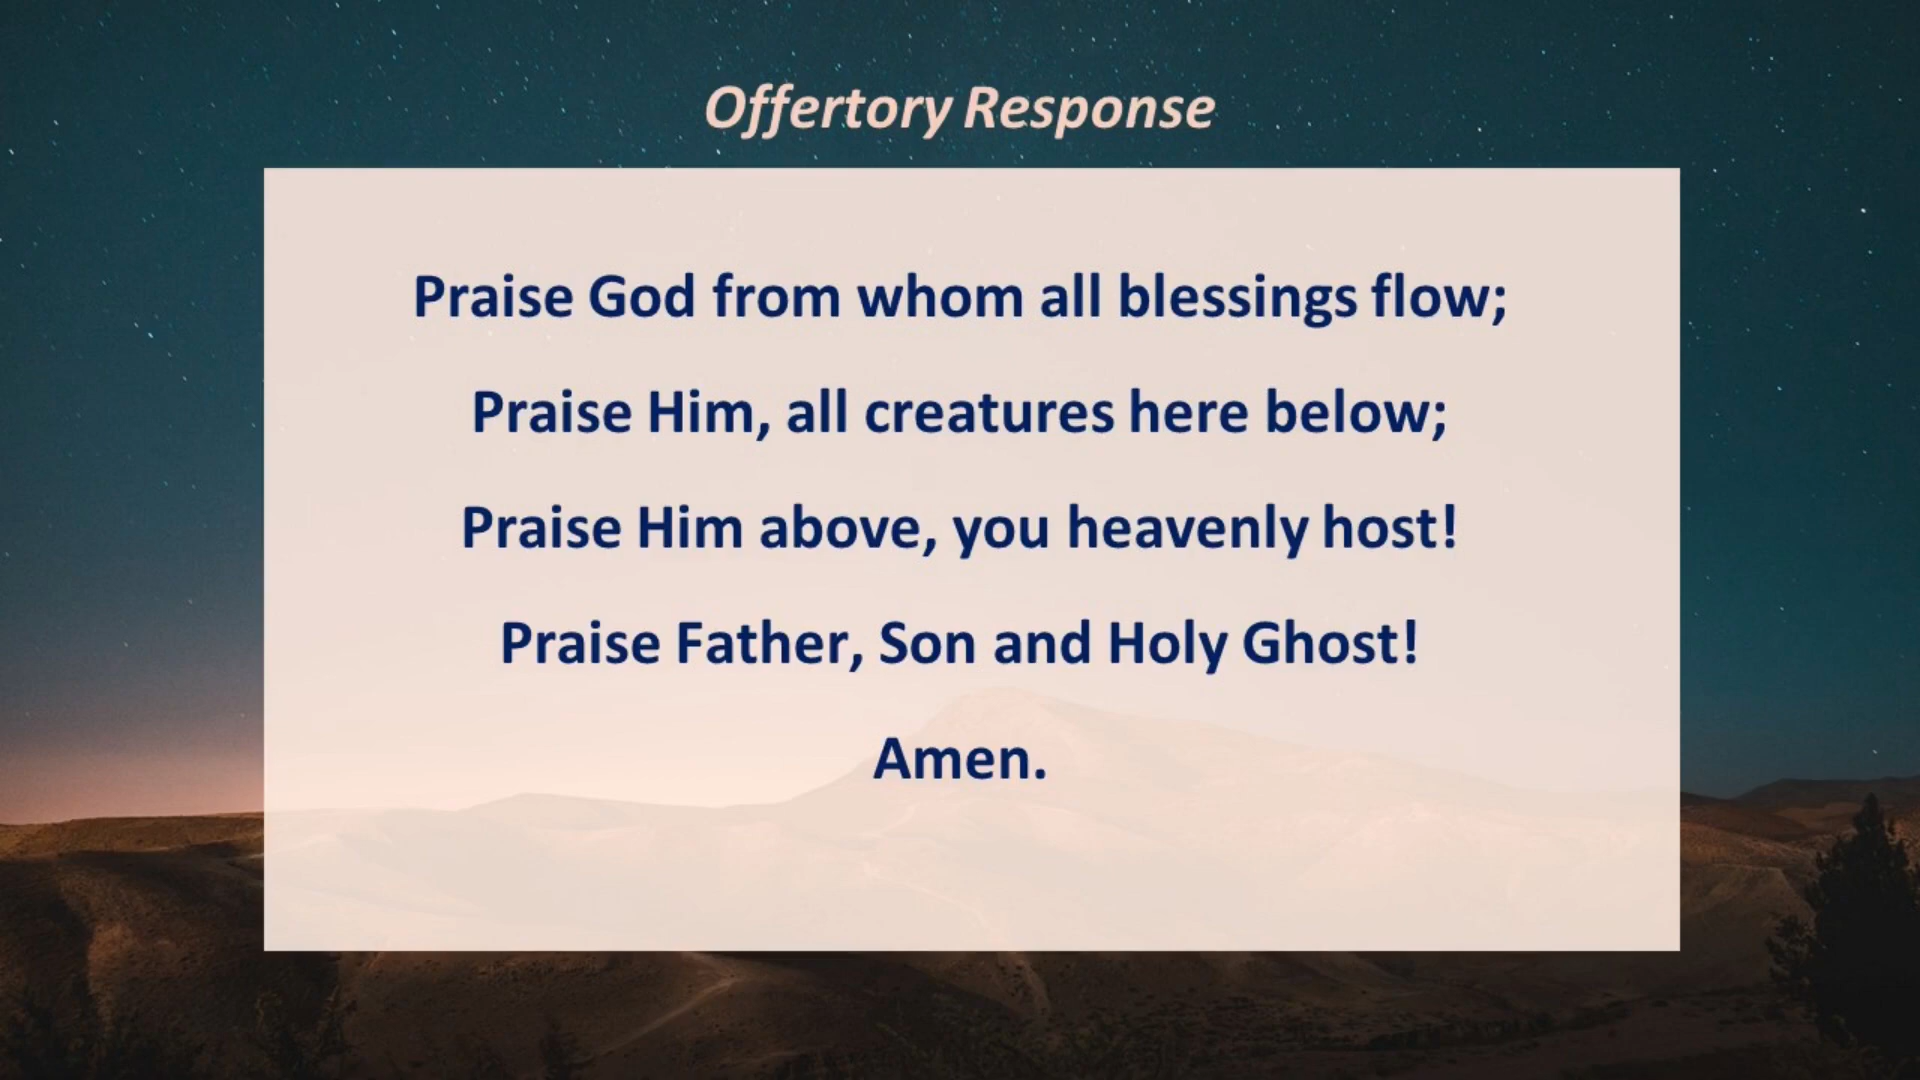 Offertory Response
Praise God from whom all blessings flow;
Praise Him, all creatures here below;
Praise Him above, you heavenly host!
Praise Father, Son and Holy Ghost!
Amen.